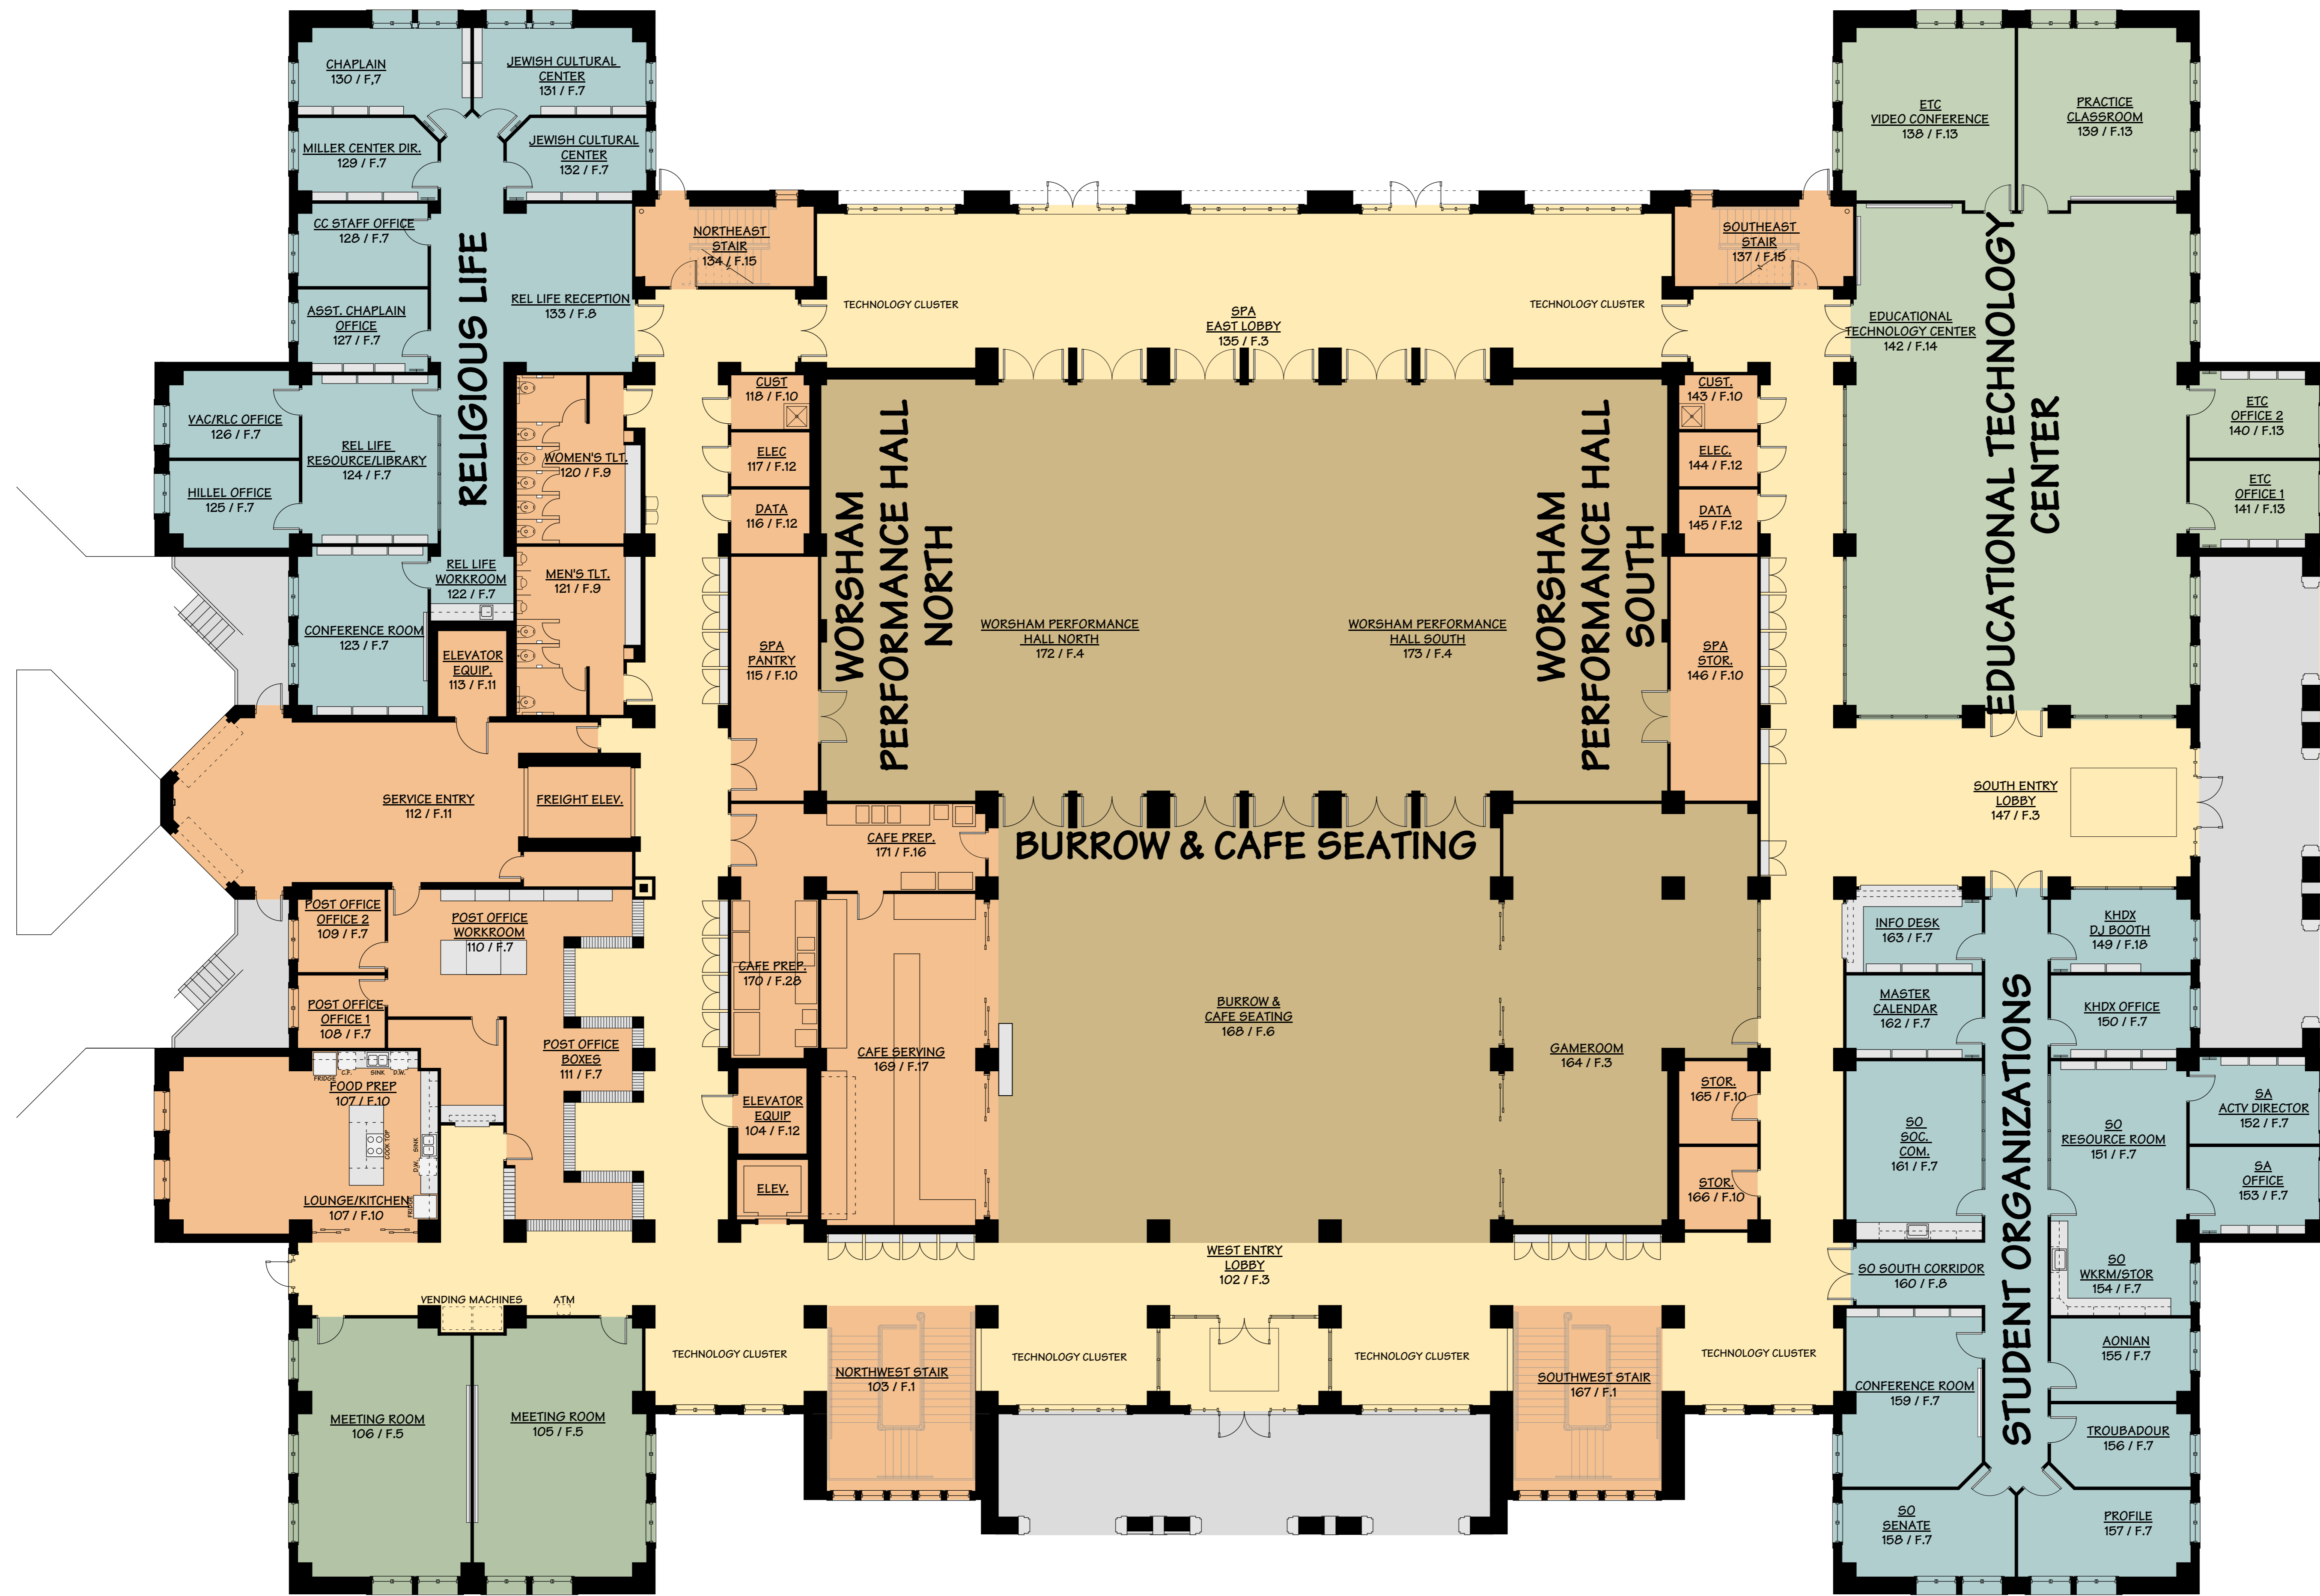 CHAPLAIN
130 / F,7
JEWISH CULTURAL
CENTER
131 / F.7
MILLER CENTER DIR.
129 / F.7
JEWISH CULTURAL
CENTER
132 / F.7
CC STAFF OFFICE
128 / F.7
ASST. CHAPLAIN
OFFICE
127 / F.7
REL LIFE RECEPTION
133 / F.8
RELIGIOUS LIFE
VAC/RLC OFFICE
126 / F.7
HILLEL OFFICE
125 / F.7
REL LIFE
RESOURCE/LIBRARY
124 / F.7
REL LIFE
WORKROOM
122 / F.7
CONFERENCE ROOM
123 / F.7
WOMEN'S TLT.
120 / F.9
MEN'S TLT.
121 / F.9
ELEVATOR
EQUIP.
113 / F.11
SERVICE ENTRY
112 / F.11
FREIGHT ELEV.
NORTHEAST
STAIR
134 / F.15
TECHNOLOGY CLUSTER
SPA
EAST LOBBY
135 / F.3
TECHNOLOGY CLUSTER
SOUTHEAST
STAIR
137 / F.15
CUST
118 / F.10
ELEC
117 / F.12
DATA
116 / F.12
SPA
PANTRY
115 / F.10
WORSHAM
PERFORMANCE HALL
NORTH
WORSHAM PERFORMANCE
HALL NORTH
172 / F.4
WORSHAM PERFORMANCE
HALL SOUTH
173 / F.4
WORSHAM
PERFORMANCE HALL
SOUTH
CUST.
143 / F.10
ELEC.
144 / F.12
DATA
145 / F.12
SPA
STOR.
146 / F.10
ETC
VIDEO CONFERENCE
138 / F.13
PRACTICE
CLASSROOM
139 / F.13
EDUCATIONAL
TECHNOLOGY CENTER
142 / F.14
EDUCATIONAL TECHNOLOGY
CENTER
ETC
OFFICE 2
140 / F.13
ETC
OFFICE 1
141 / F.13
SOUTH ENTRY
LOBBY
147 / F.3
POST OFFICE
OFFICE 2
109 / F.7
POST OFFICE
WORKROOM
110 / F.7
POST OFFICE
OFFICE 1
108 / F.7
POST OFFICE
BOXES
111 / F.7
FRIDGE
C.F.
SINK
D.W.
FOOD PREP
107 / F.10
COOK TOP
SINK
D.W.
FRIDGE
LOUNGE/KITCHEN
107 / F.10
CAFE PREP.
171 / F.16
CAFE PREP.
170 / F.28
CAFE SERVING
169 / F.17
ELEVATOR
EQUIP
104 / F.12
ELEV.
BURROW & CAFE SEATING
BURROW &
CAFE SEATING
168 / F.6
GAMEROOM
164 / F.3
STOR.
165 / F.10
STOR.
166 / F.10
INFO DESK
163 / F.7
KHDX
DJ BOOTH
149 / F.18
MASTER
CALENDAR
162 / F.7
KHDX OFFICE
150 / F.7
SO
SOC.
COM.
161 / F.7
SO
RESOURCE ROOM
151 / F.7
SA
ACTV DIRECTOR
152 / F.7
SA
OFFICE
153 / F.7
STUDENT ORGANIZATIONS
SO SOUTH CORRIDOR
160 / F.8
SO
WKRM/STOR
154 / F.7
WEST ENTRY
LOBBY
102 / F.3
VENDING MACHINES
ATM
MEETING ROOM
106 / F.5
MEETING ROOM
105 / F.5
TECHNOLOGY CLUSTER
NORTHWEST STAIR
103 / F.1
TECHNOLOGY CLUSTER
TECHNOLOGY CLUSTER
SOUTHWEST STAIR
167 / F.1
TECHNOLOGY CLUSTER
CONFERENCE ROOM
159 / F.7
AONIAN
155 / F.7
TROUBADOUR
156 / F.7
SO
SENATE
158 / F.7
PROFILE
157 / F.7